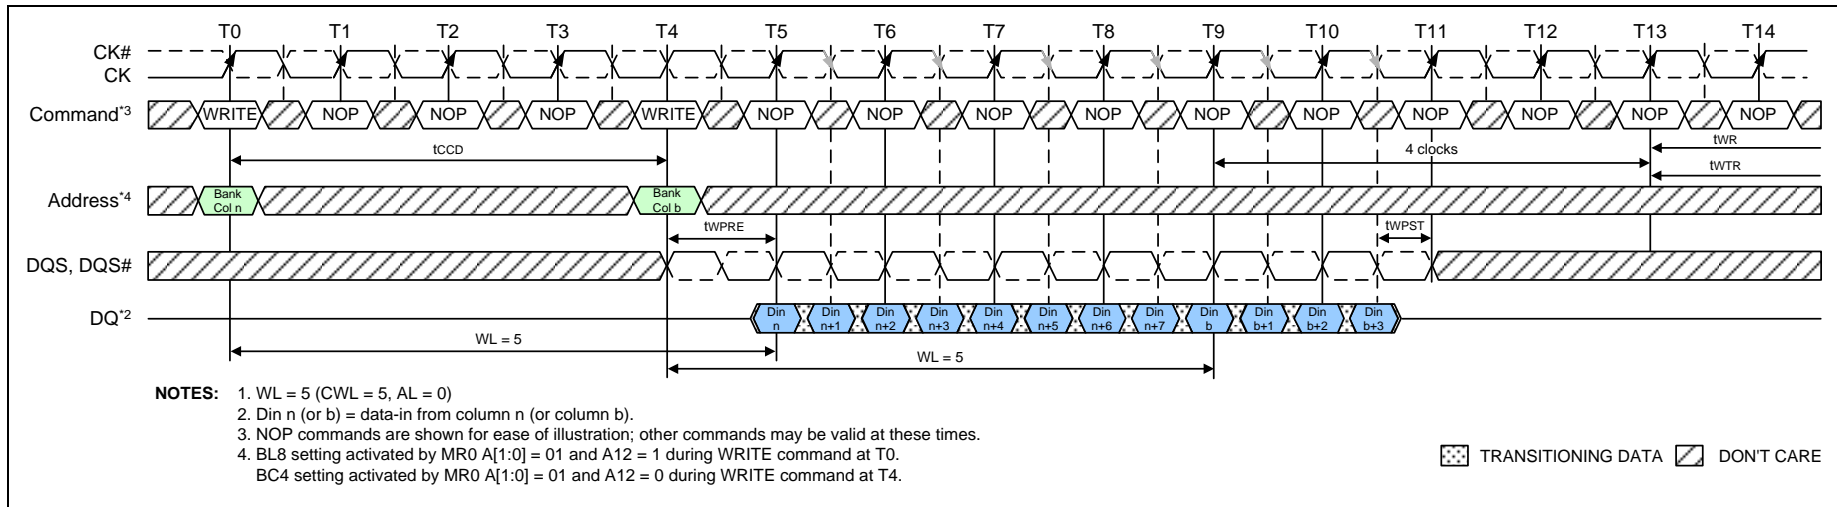 T0 T1 T2 T3 T4 T5 T6 T7 T8 T9 T10 T11 T12 T13 T14
CK#
CK
Command*3 WRITE NOP NOP NOP WRITE NOP NOP NOP NOP NOP NOP NOP NOP NOP NOP
tCCD 4 clocks tWR
tWTR
Address*4 Bank Col n Bank Col b
tWPRE tWPST
DQS, DQS#
DQ*2 Din n Din n+1 Din n+2 Din n+3 Din n+4 Din n+5 Din n+6 Din n+7 Din b Din b+1 Din b+2 Din b+3
WL = 5
WL = 5
NOTES: 1. WL = 5 (CWL = 5, AL = 0)
2. Din n (or b) = data-in from column n (or column b).
3. NOP commands are shown for ease of illustration; other commands may be valid at these times.
4. BL8 setting activated by MR0 A[1:0] = 01 and A12 = 1 during WRITE command at T0.
BC4 setting activated by MR0 A[1:0] = 01 and A12 = 0 during WRITE command at T4.
TRANSITIONING DATA DON'T CARE